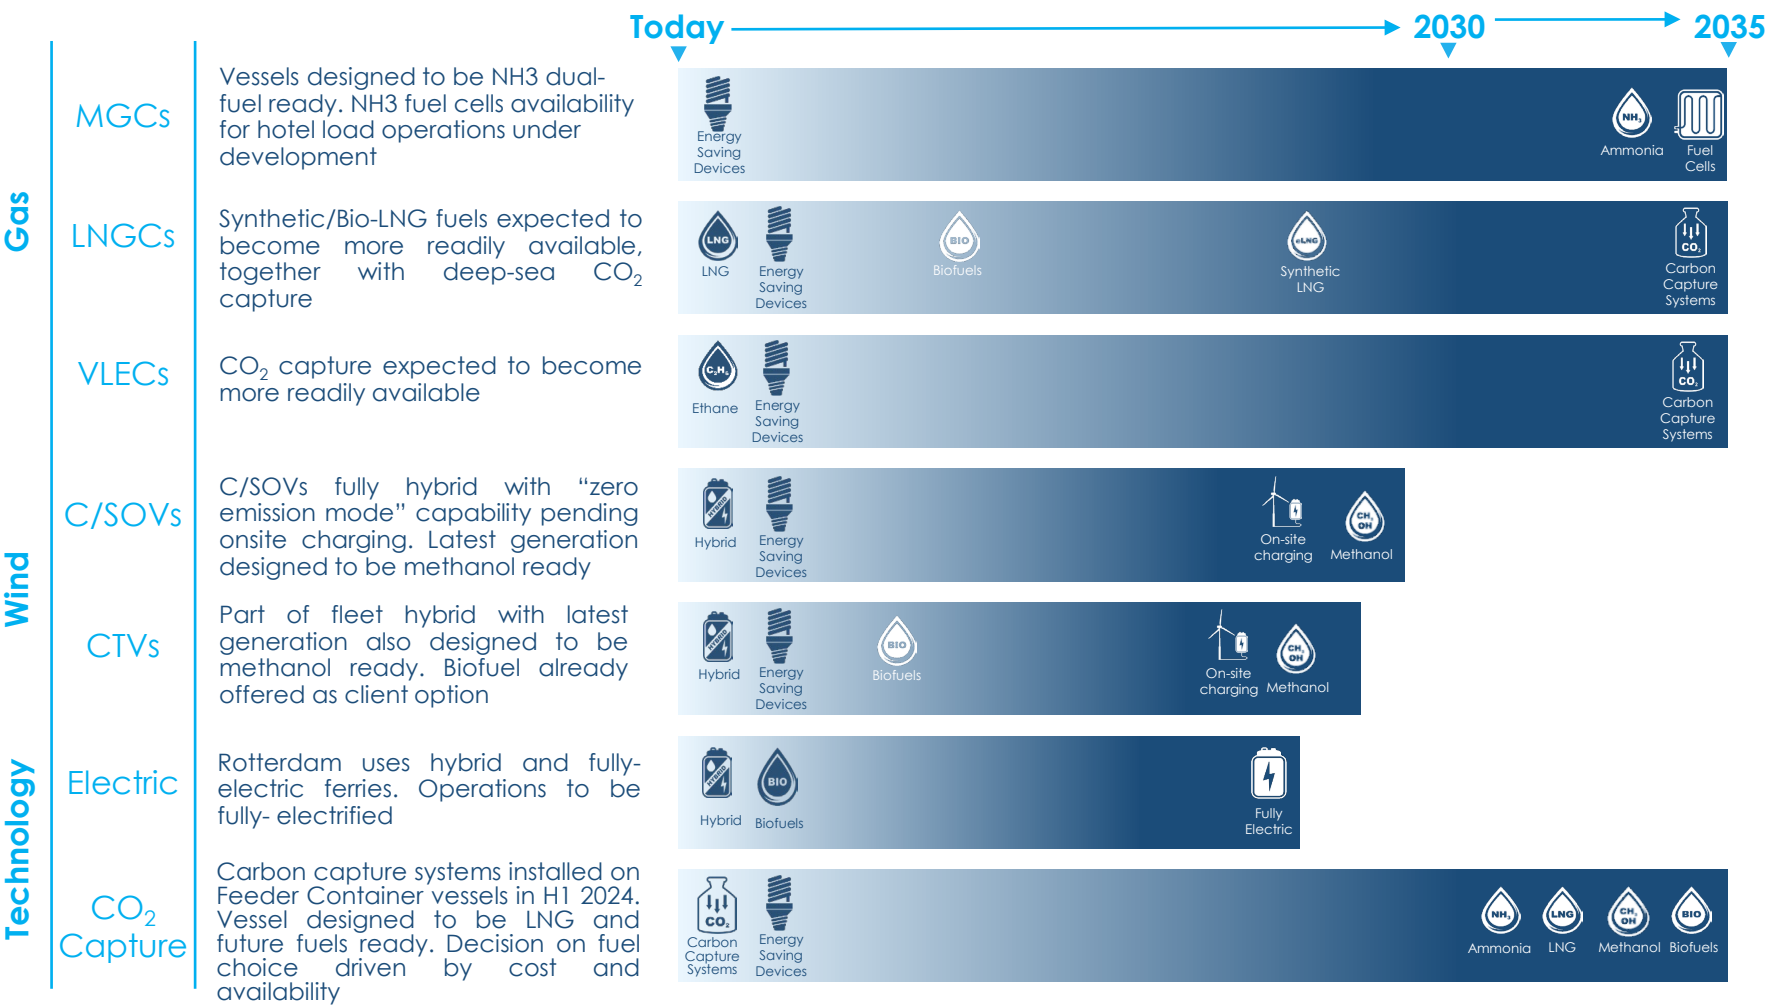 Today
2030
2035
Gas
MGCs
Vessels designed to be NH3 dual-
fuel ready. NH3 fuel cells availability
for hotel load operations under
development
Energy
Saving
Devices
NH3
Ammonia
Fuel
Cells
LNGCs
Synthetic/Bio-LNG fuels expected to
become more readily available,
together with deep-sea CO2
capture
LNG
LNG
Energy
Saving
Devices
BIO
Biofuels
eLNG
Synthetic
LNG
CO2
Carbon
Capture
Systems
VLECs
CO2 capture expected to become
more readily available
C2H6
Ethane
Energy
Saving
Devices
CO2
Carbon
Capture
Systems
Wind
C/SOVs
C/SOVs fully hybrid with “zero
emission mode” capability pending
onsite charging. Latest generation
designed to be methanol ready
HYBRID
Hybrid
Energy
Saving
Devices
On-site
charging
CH3
OH
Methanol
CTVs
Part of fleet hybrid with latest
generation also designed to be
methanol ready. Biofuel already
offered as client option
HYBRID
Hybrid
Energy
Saving
Devices
BIO
Biofuels
On-site
charging
CH3
OH
Methanol
Technology
Electric
Rotterdam uses hybrid and fully-
electric ferries. Operations to be
fully- electrified
HYBRID
Hybrid
BIO
Biofuels
Fully
Electric
CO2
Capture
Carbon capture systems installed on
Feeder Container vessels in H1 2024.
Vessel designed to be LNG and
future fuels ready. Decision on fuel
choice driven by cost and
availability
CO2
Carbon
Capture
Systems
Energy
Saving
Devices
NH3
Ammonia
LNG
LNG
CH3
OH
Methanol
BIO
Biofuels